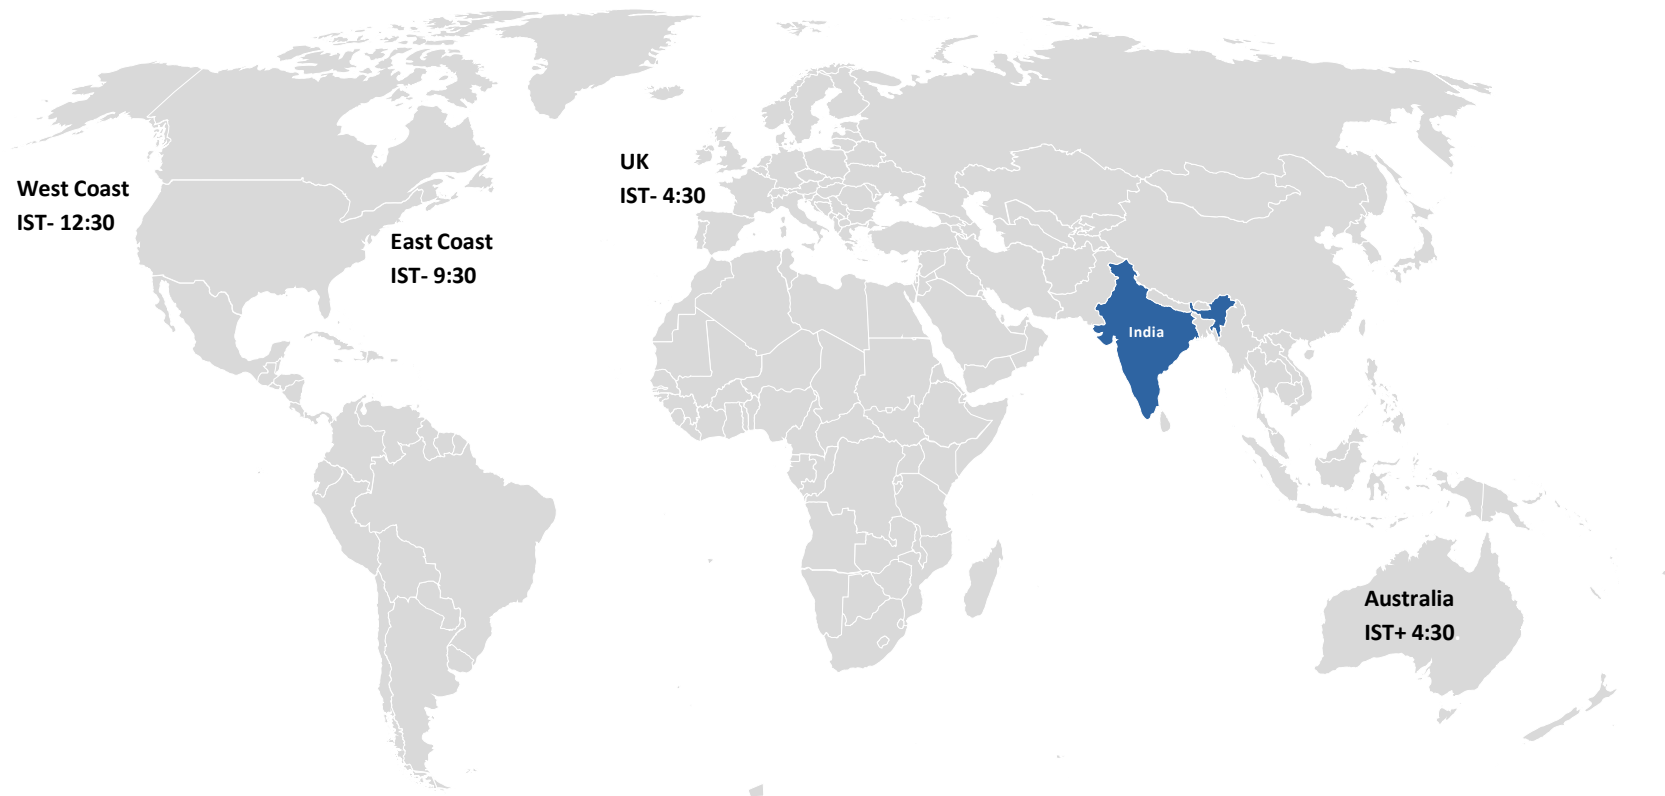 West Coast
IST- 12:30
East Coast
IST- 9:30
UK
IST- 4:30
India
Australia
IST+ 4:30.